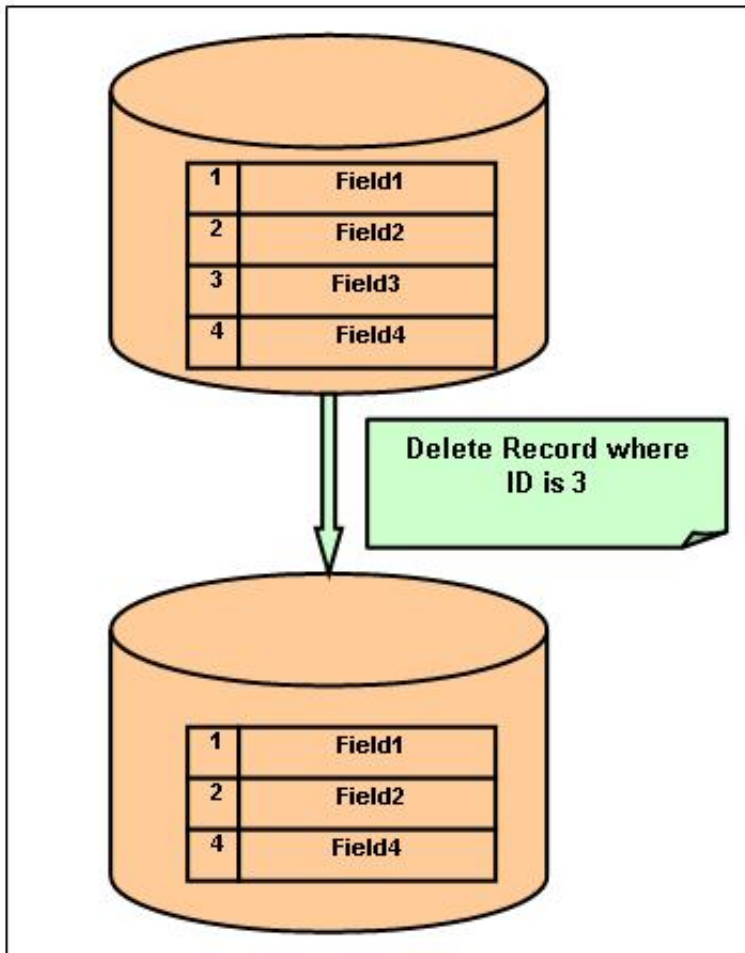 1 Field1
2 Field2
3 Field3
4 Field4
Delete Record where
ID is 3
1 Field1
2 Field2
4 Field4